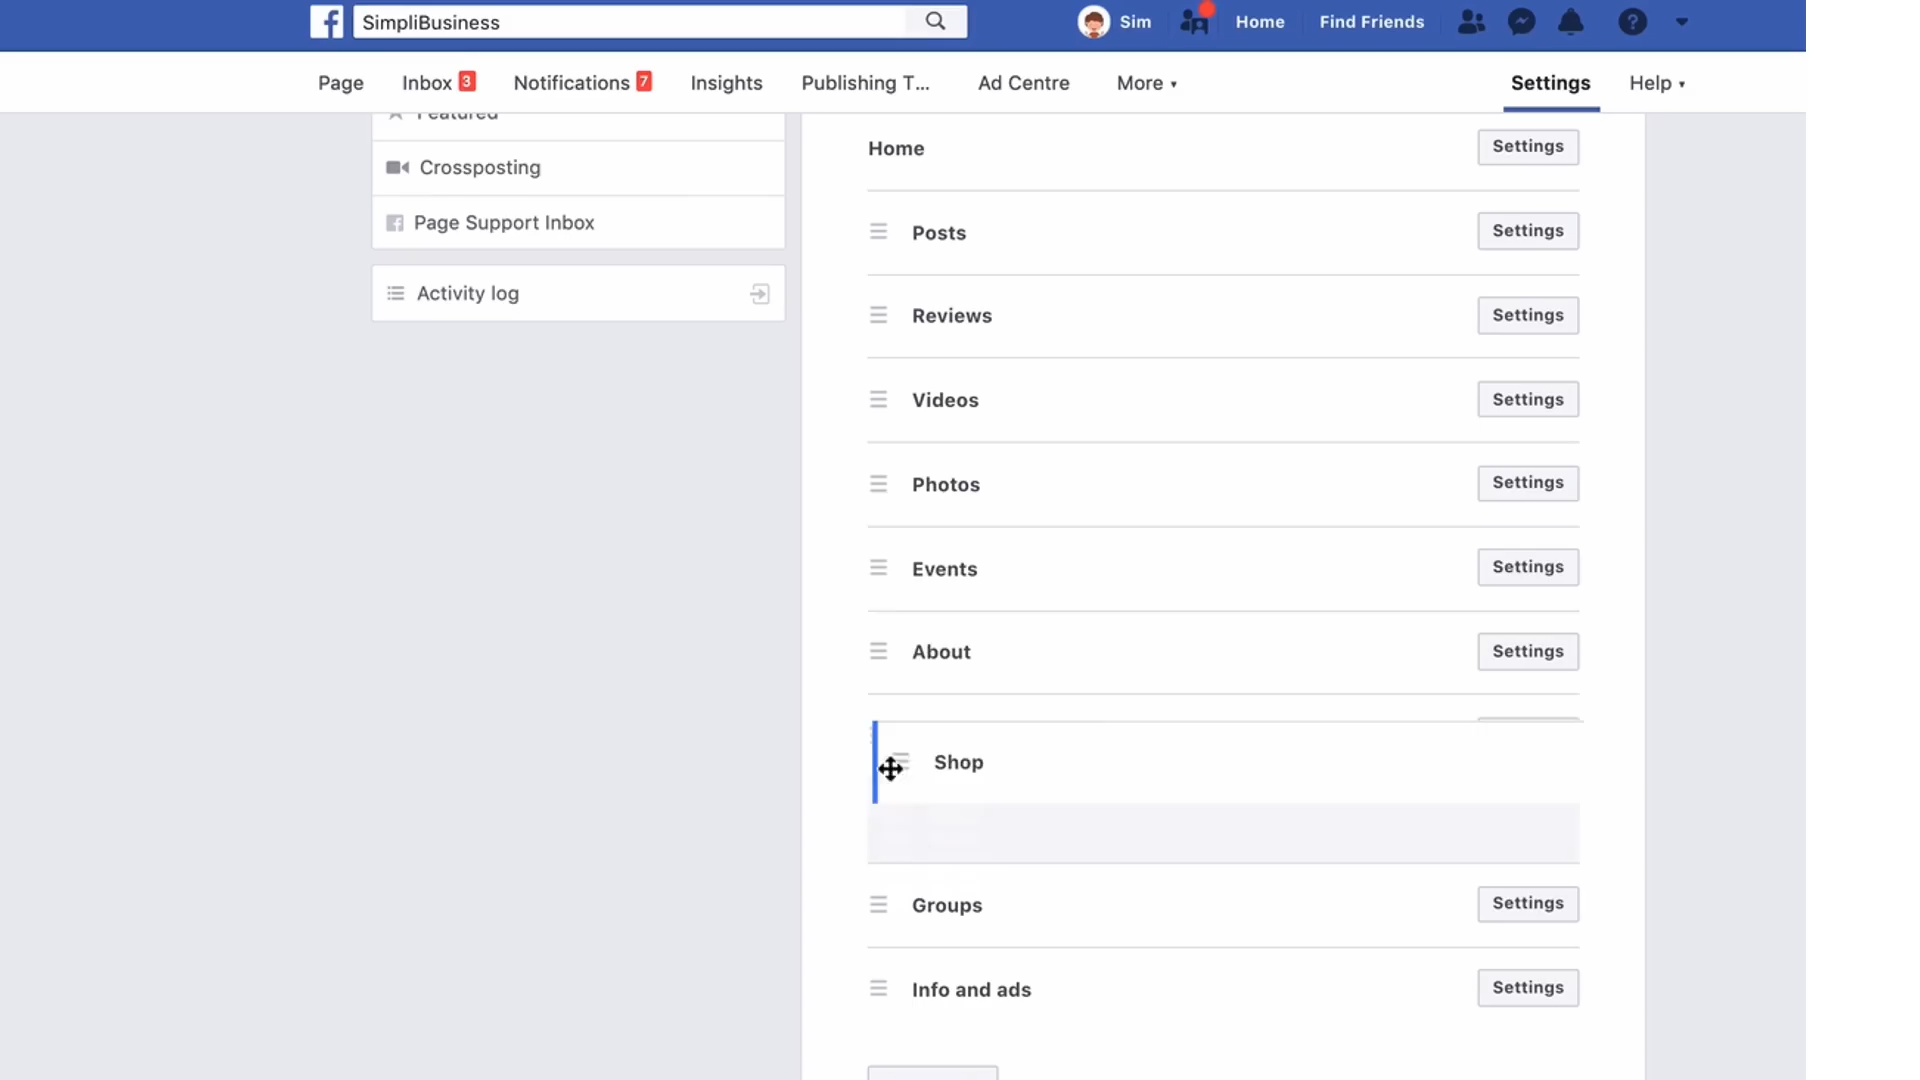 SimpliBusiness
Sim
Home
Find Friends
Page
Inbox 3
Notifications 7
Insights
Publishing T...
Ad Centre
More
Settings
Help
Featured
Crossposting
Page Support Inbox
Activity log
Home
Settings
Posts
Settings
Reviews
Settings
Videos
Settings
Photos
Settings
Events
Settings
About
Settings
Shop
Groups
Settings
Info and ads
Settings